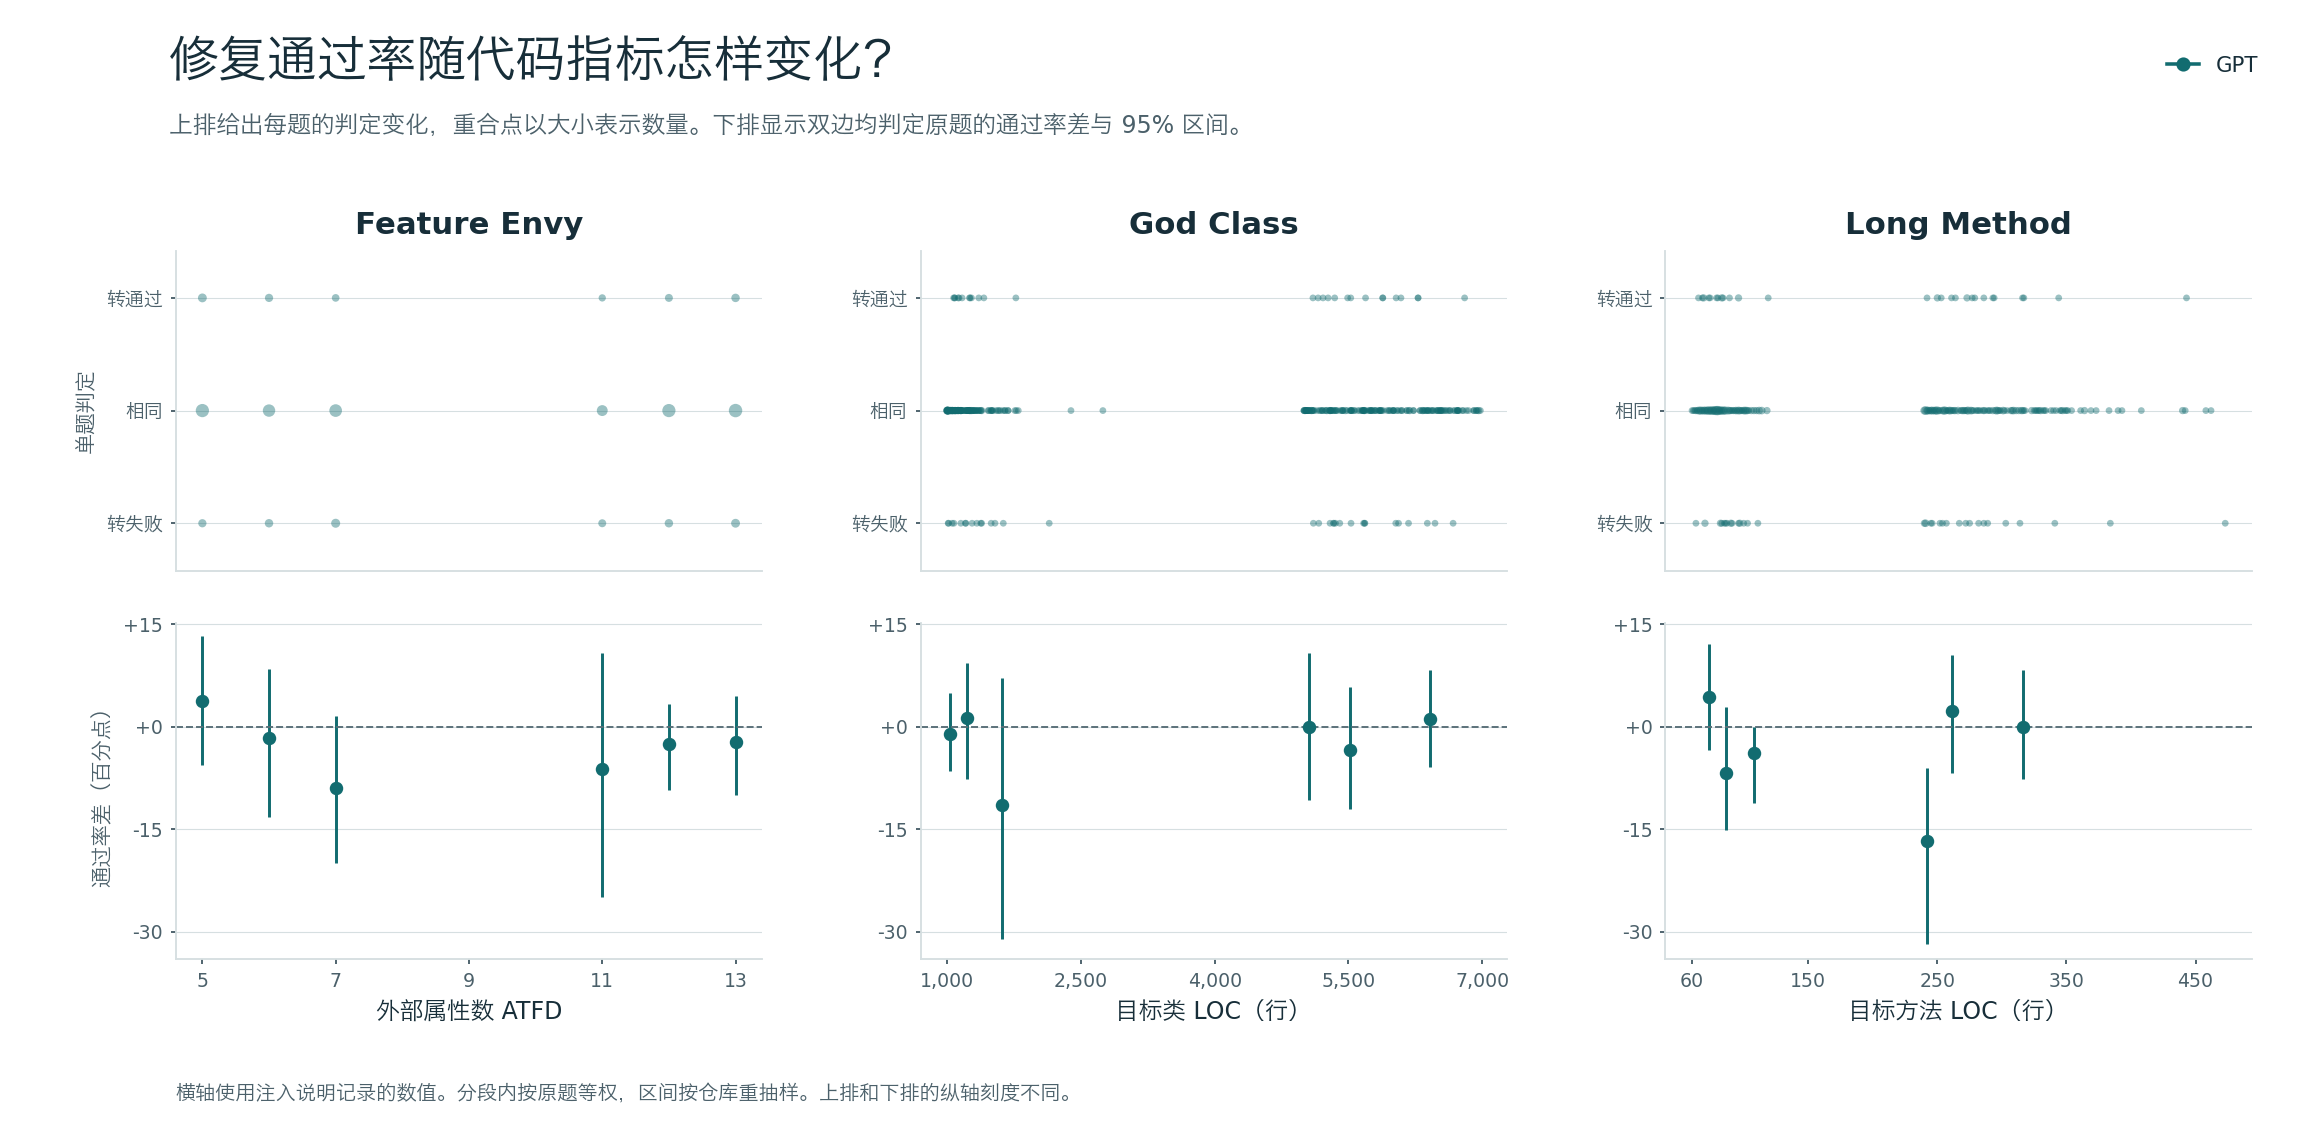 修复通过率随代码指标怎样变化？
GPT
上排给出每题的判定变化，重合点以大小表示数量。下排显示双边均判定原题的通过率差与 95% 区间。
Feature Envy
God Class
Long Method
单题判定
转通过
相同
转失败
转通过
相同
转失败
转通过
相同
转失败
通过率差（百分点）
+15
+0
-15
-30
+15
+0
-15
-30
+15
+0
-15
-30
5 7 9 11 13
1,000 2,500 4,000 5,500 7,000
60 150 250 350 450
外部属性数 ATFD
目标类 LOC（行）
目标方法 LOC（行）
横轴使用注入说明记录的数值。分段内按原题等权，区间按仓库重抽样。上排和下排的纵轴刻度不同。